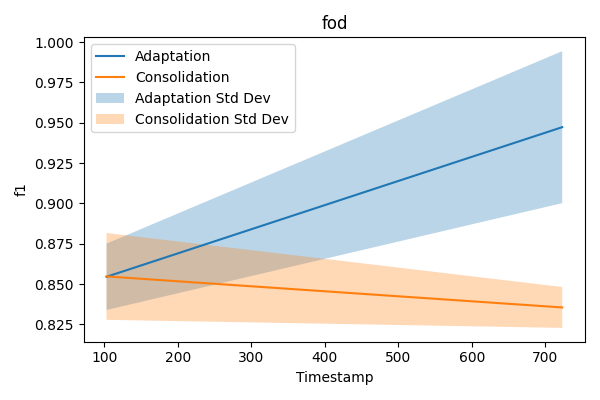 fod
1.000
0.975
0.950
0.925
0.900
0.875
0.850
0.825
f1
Adaptation
Consolidation
Adaptation Std Dev
Consolidation Std Dev
100 200 300 400 500 600 700
Timestamp